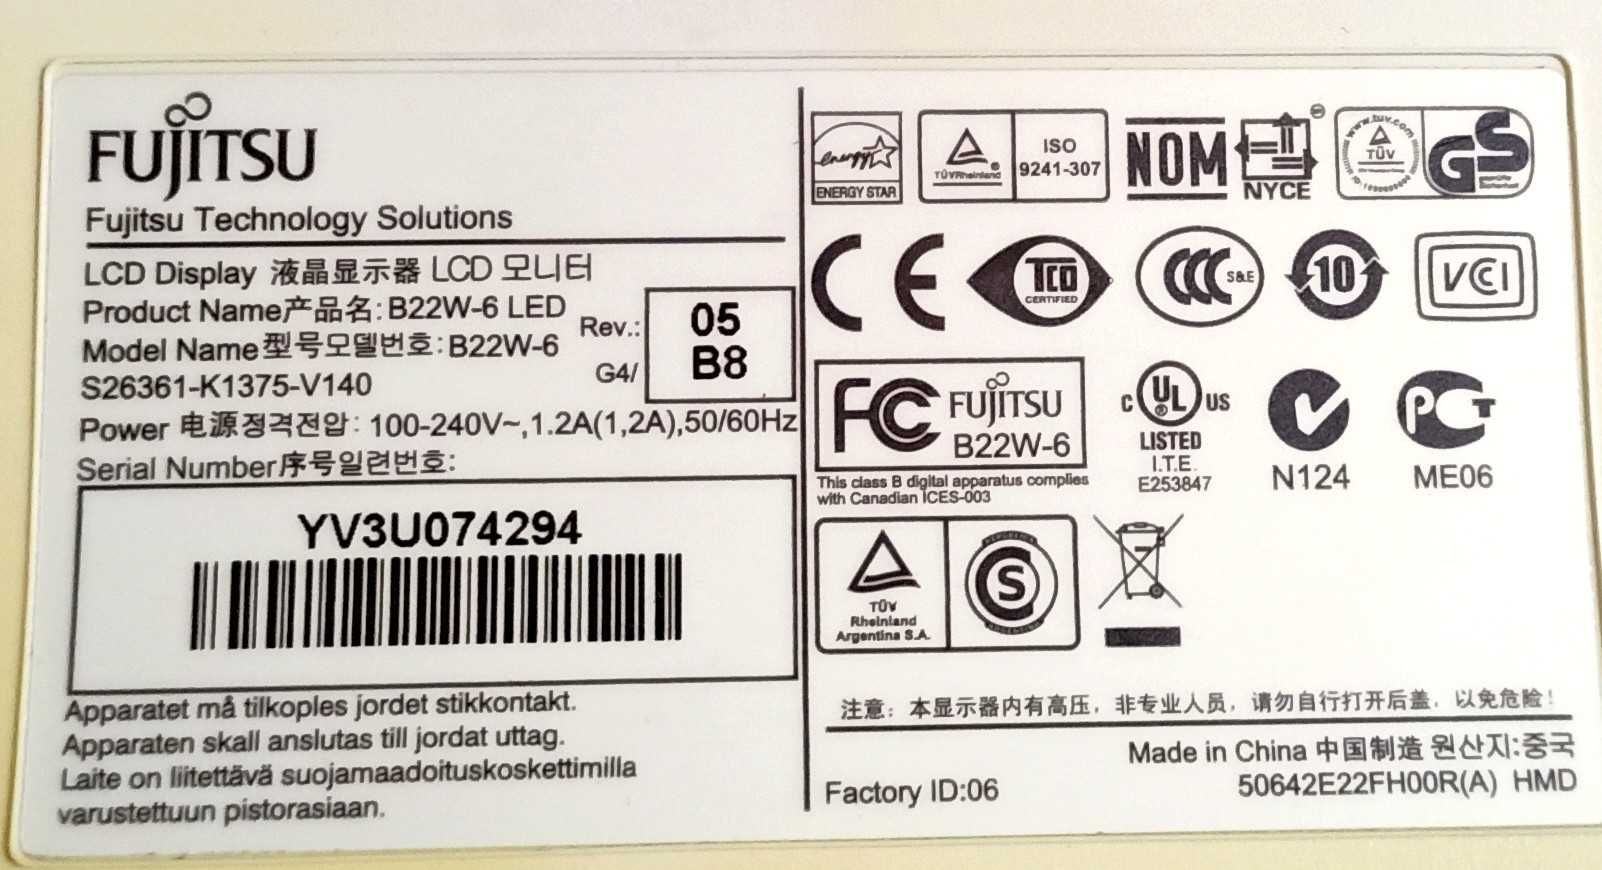 FUJITSU
Fujitsu Technology Solutions
LCD Display 液晶显示器 LCD 모니터
Product Name产品名: B22W-6 LED
Model Name型号모델번호: B22W-6
S26361-K1375-V140
Rev.: 05
G4/ B8
Power 电源정격전압: 100-240V~,1.2A(1,2A),50/60Hz
Serial Number序号일련번호:
YV3U074294
Apparatet må tilkoples jordet stikkontakt.
Apparaten skall anslutas till jordat uttag.
Laite on liitettävä suojamaadoituskoskettimilla
varustettuun pistorasiaan.
energy
ENERGY STAR
TÜVRheinland
ISO
9241-307
NOM
NYCE
www.tuv.com
TÜV
GS
geprüfte
Sicherheit
CE
TCO
CERTIFIED
CCC S&E
10
VCI
FC FUJITSU
B22W-6
This class B digital apparatus complies
with Canadian ICES-003
C UL US
LISTED
I.T.E.
E253847
N124
PCT
ME06
TÜV
Rheinland
Argentina S.A.
S
注意: 本显示器内有高压, 非专业人员, 请勿自行打开后盖, 以免危险!
Made in China 中国制造 원산지:중국
Factory ID:06
50642E22FH00R(A) HMD